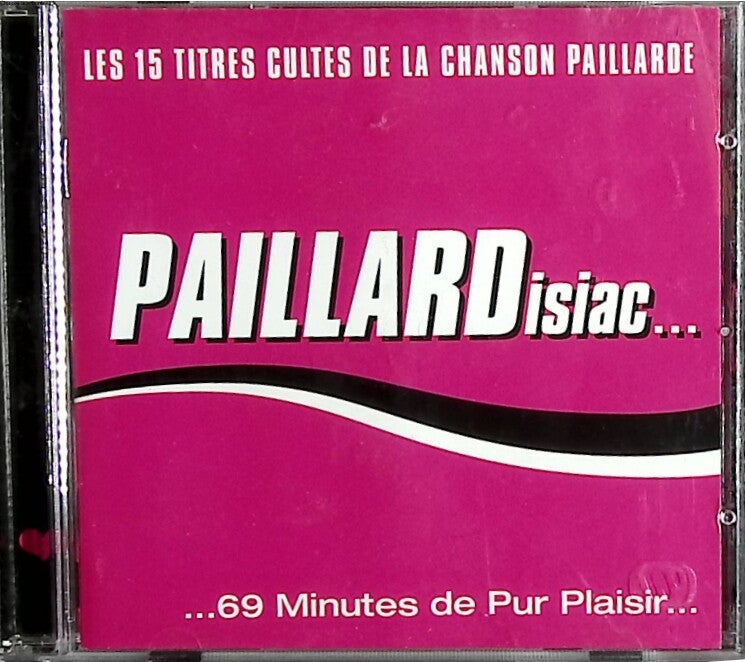 LES 15 TITRES CULTES DE LA CHANSON PAILLARDE
PAILLARDisiac...
...69 Minutes de Pur Plaisir...